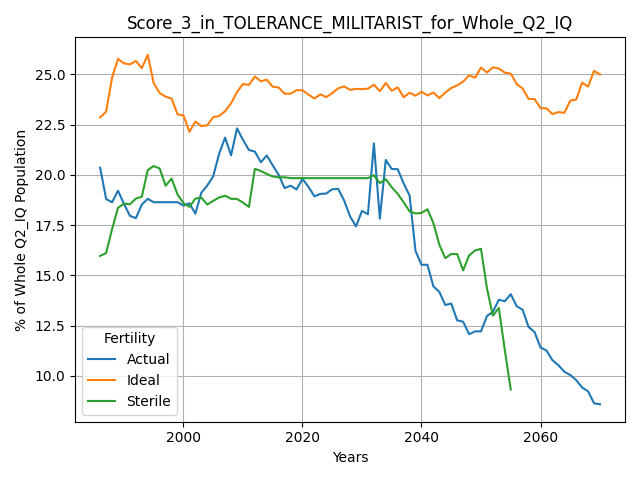 Score_3_in_TOLERANCE_MILITARIST_for_Whole_Q2_IQ
% of Whole Q2_IQ Population
25.0
22.5
20.0
17.5
15.0
12.5
10.0
Fertility
Actual
Ideal
Sterile
2000
2020
2040
2060
Years